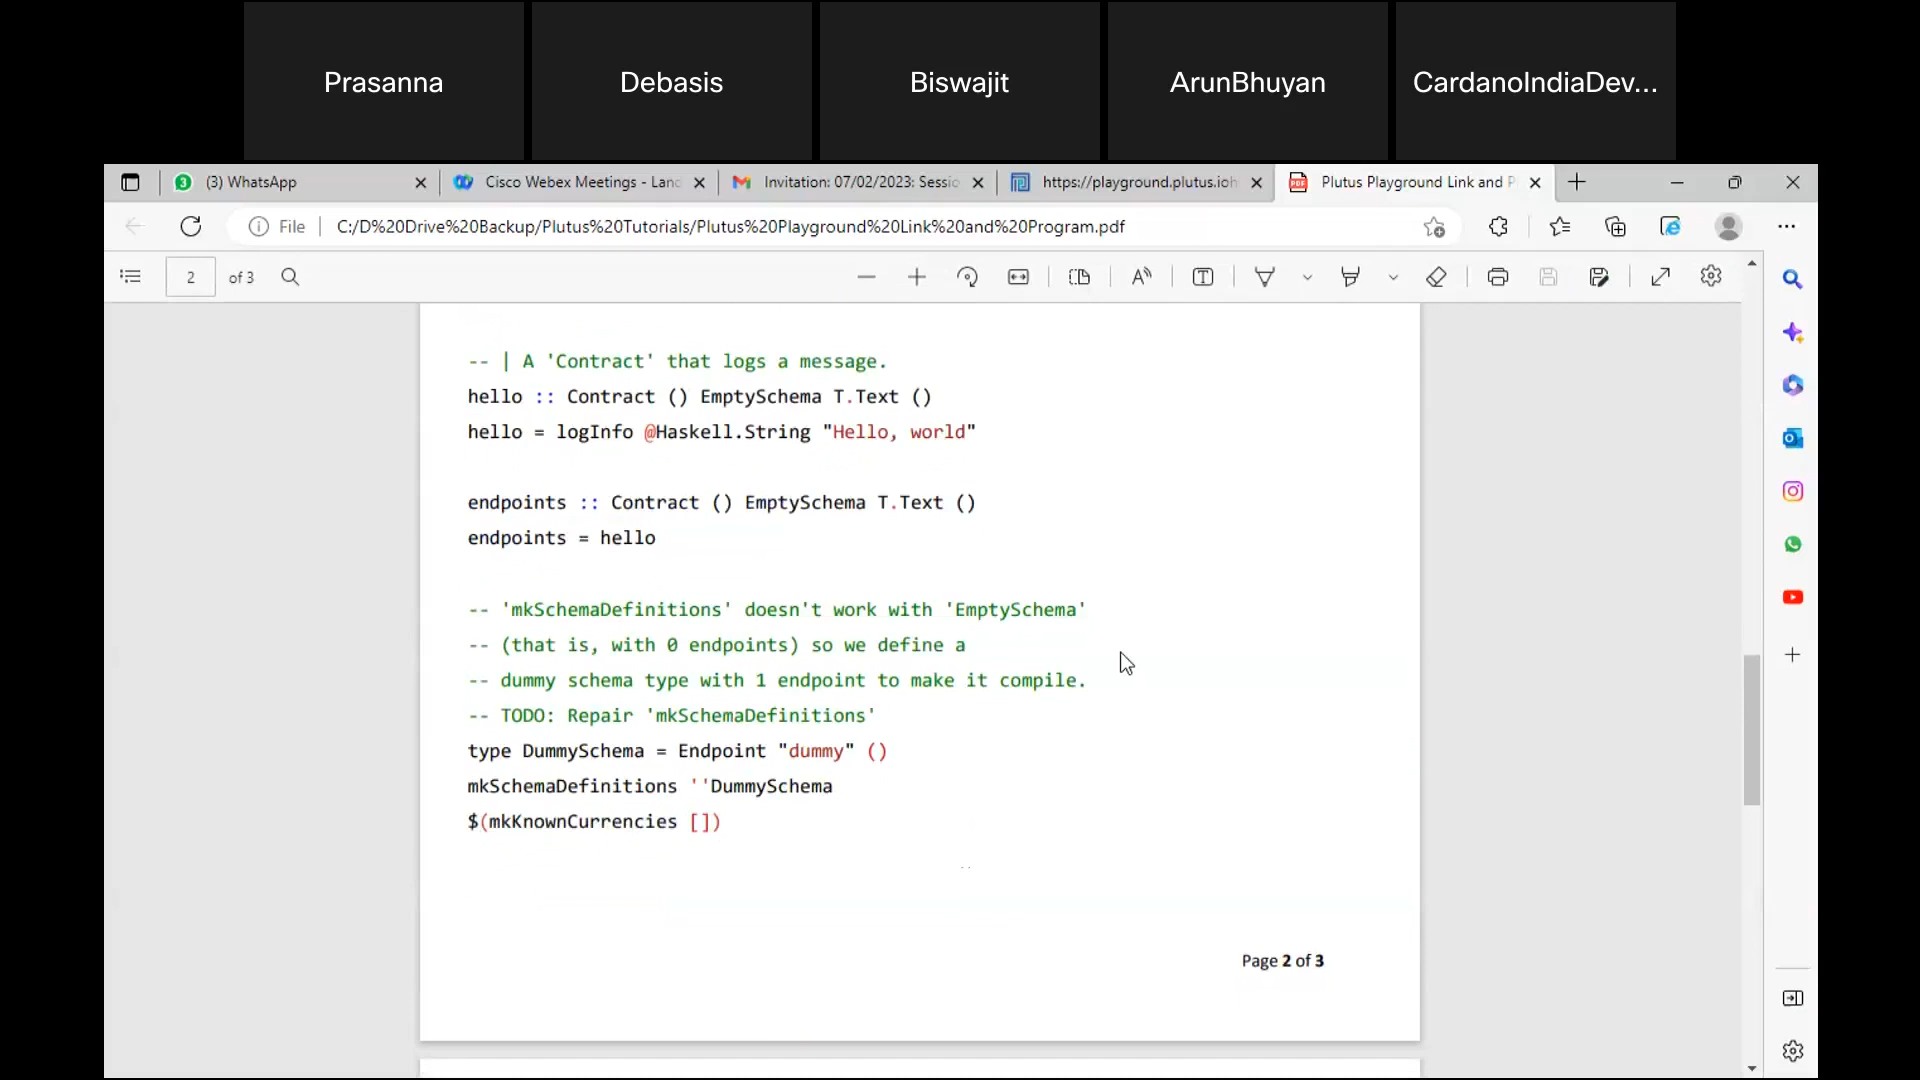 Prasanna
Debasis
Biswajit
ArunBhuyan
CardanoIndiaDev...
3 (3) WhatsApp
Cisco Webex Meetings - Lanc
Invitation: 07/02/2023: Sessio
https://playground.plutus.ioh
Plutus Playground Link and P
File
C:/D%20Drive%20Backup/Plutus%20Tutorials/Plutus%20Playground%20Link%20and%20Program.pdf
2 of 3
-- | A 'Contract' that logs a message.
hello :: Contract () EmptySchema T.Text ()
hello = logInfo @Haskell.String "Hello, world"
endpoints :: Contract () EmptySchema T.Text ()
endpoints = hello
-- 'mkSchemaDefinitions' doesn't work with 'EmptySchema'
-- (that is, with 0 endpoints) so we define a
-- dummy schema type with 1 endpoint to make it compile.
-- TODO: Repair 'mkSchemaDefinitions'
type DummySchema = Endpoint "dummy" ()
mkSchemaDefinitions ''DummySchema
$(mkKnownCurrencies [])
Page 2 of 3